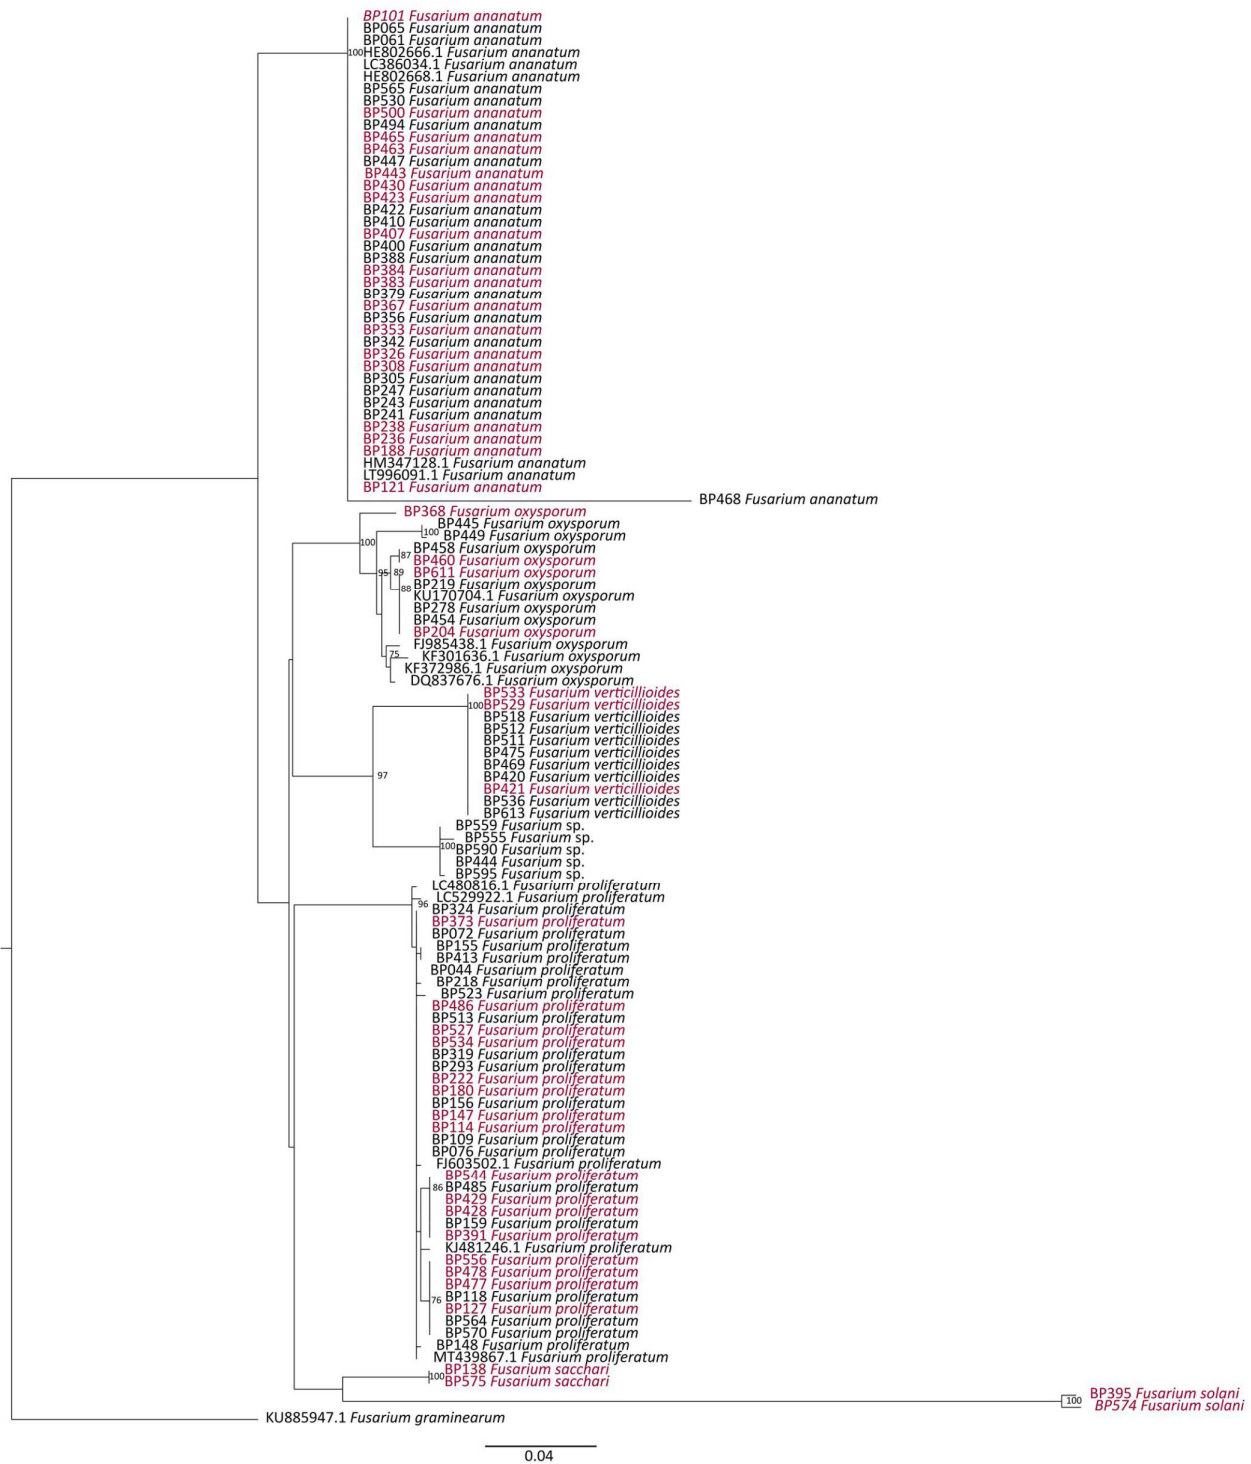 BP101 Fusarium ananatum
BP065 Fusarium ananatum
BP061 Fusarium ananatum
100 HE802666.1 Fusarium ananatum
LC386034.1 Fusarium ananatum
HE802668.1 Fusarium ananatum
BP565 Fusarium ananatum
BP530 Fusarium ananatum
BP500 Fusarium ananatum
BP494 Fusarium ananatum
BP465 Fusarium ananatum
BP463 Fusarium ananatum
BP447 Fusarium ananatum
BP443 Fusarium ananatum
BP430 Fusarium ananatum
BP423 Fusarium ananatum
BP422 Fusarium ananatum
BP410 Fusarium ananatum
BP407 Fusarium ananatum
BP400 Fusarium ananatum
BP388 Fusarium ananatum
BP384 Fusarium ananatum
BP383 Fusarium ananatum
BP379 Fusarium ananatum
BP367 Fusarium ananatum
BP356 Fusarium ananatum
BP353 Fusarium ananatum
BP342 Fusarium ananatum
BP326 Fusarium ananatum
BP308 Fusarium ananatum
BP305 Fusarium ananatum
BP247 Fusarium ananatum
BP243 Fusarium ananatum
BP241 Fusarium ananatum
BP238 Fusarium ananatum
BP236 Fusarium ananatum
BP188 Fusarium ananatum
HM347128.1 Fusarium ananatum
LT996091.1 Fusarium ananatum
BP121 Fusarium ananatum
BP468 Fusarium ananatum
BP368 Fusarium oxysporum
BP445 Fusarium oxysporum
100 BP449 Fusarium oxysporum
100
BP458 Fusarium oxysporum
87
BP460 Fusarium oxysporum
95 89 BP611 Fusarium oxysporum
BP219 Fusarium oxysporum
88
KU170704.1 Fusarium oxysporum
BP278 Fusarium oxysporum
BP454 Fusarium oxysporum
BP204 Fusarium oxysporum
FJ985438.1 Fusarium oxysporum
75 KF301636.1 Fusarium oxysporum
KF372986.1 Fusarium oxysporum
DQ837676.1 Fusarium oxysporum
BP533 Fusarium verticillioides
100 BP529 Fusarium verticillioides
BP518 Fusarium verticillioides
BP512 Fusarium verticillioides
BP511 Fusarium verticillioides
BP475 Fusarium verticillioides
BP469 Fusarium verticillioides
97 BP420 Fusarium verticillioides
BP421 Fusarium verticillioides
BP536 Fusarium verticillioides
BP613 Fusarium verticillioides
BP559 Fusarium sp.
BP555 Fusarium sp.
100 BP590 Fusarium sp.
BP444 Fusarium sp.
BP595 Fusarium sp.
LC480816.1 Fusarium proliferatum
LC529922.1 Fusarium proliferatum
96
BP324 Fusarium proliferatum
BP373 Fusarium proliferatum
BP072 Fusarium proliferatum
BP155 Fusarium proliferatum
BP413 Fusarium proliferatum
BP044 Fusarium proliferatum
BP218 Fusarium proliferatum
BP523 Fusarium proliferatum
BP486 Fusarium proliferatum
BP513 Fusarium proliferatum
BP527 Fusarium proliferatum
BP534 Fusarium proliferatum
BP319 Fusarium proliferatum
BP293 Fusarium proliferatum
BP222 Fusarium proliferatum
BP180 Fusarium proliferatum
BP156 Fusarium proliferatum
BP147 Fusarium proliferatum
BP114 Fusarium proliferatum
BP109 Fusarium proliferatum
BP076 Fusarium proliferatum
FJ603502.1 Fusarium proliferatum
BP544 Fusarium proliferatum
86 BP485 Fusarium proliferatum
BP429 Fusarium proliferatum
BP428 Fusarium proliferatum
BP159 Fusarium proliferatum
BP391 Fusarium proliferatum
KJ481246.1 Fusarium proliferatum
BP556 Fusarium proliferatum
BP478 Fusarium proliferatum
BP477 Fusarium proliferatum
76 BP118 Fusarium proliferatum
BP127 Fusarium proliferatum
BP564 Fusarium proliferatum
BP570 Fusarium proliferatum
BP148 Fusarium proliferatum
MT439867.1 Fusarium proliferatum
BP138 Fusarium sacchari
100 BP575 Fusarium sacchari
BP395 Fusarium solani
100 BP574 Fusarium solani
KU885947.1 Fusarium graminearum
0.04